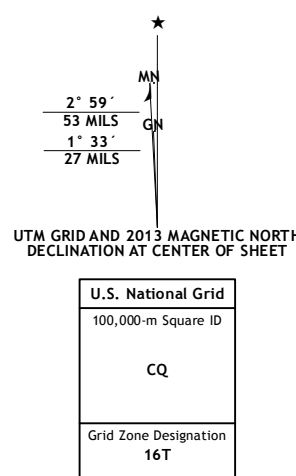 ★
MN
2° 59´
53 MILS
GN
1° 33´
27 MILS
UTM GRID AND 2013 MAGNETIC NORTH
DECLINATION AT CENTER OF SHEET
U.S. National Grid
100,000-m Square ID
CQ
Grid Zone Designation
16T